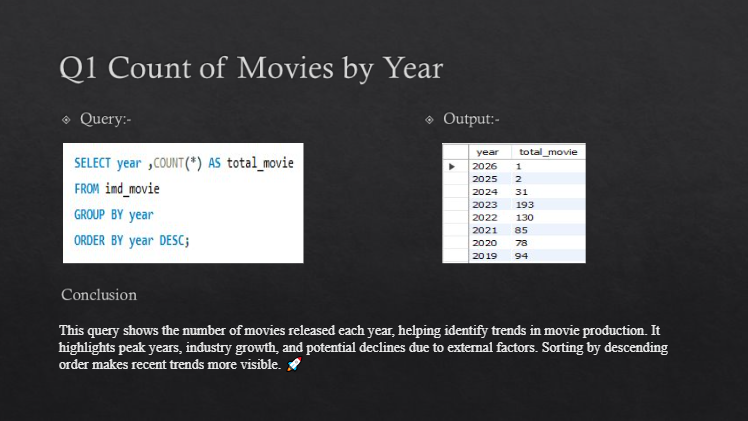 Q1 Count of Movies by Year
Query:-
SELECT year ,COUNT(*) AS total_movie
FROM imd_movie
GROUP BY year
ORDER BY year DESC;
Output:-
year total_movie
2026 1
2025 2
2024 31
2023 193
2022 130
2021 85
2020 78
2019 94
Conclusion
This query shows the number of movies released each year, helping identify trends in movie production. It
highlights peak years, industry growth, and potential declines due to external factors. Sorting by descending
order makes recent trends more visible. 🚀